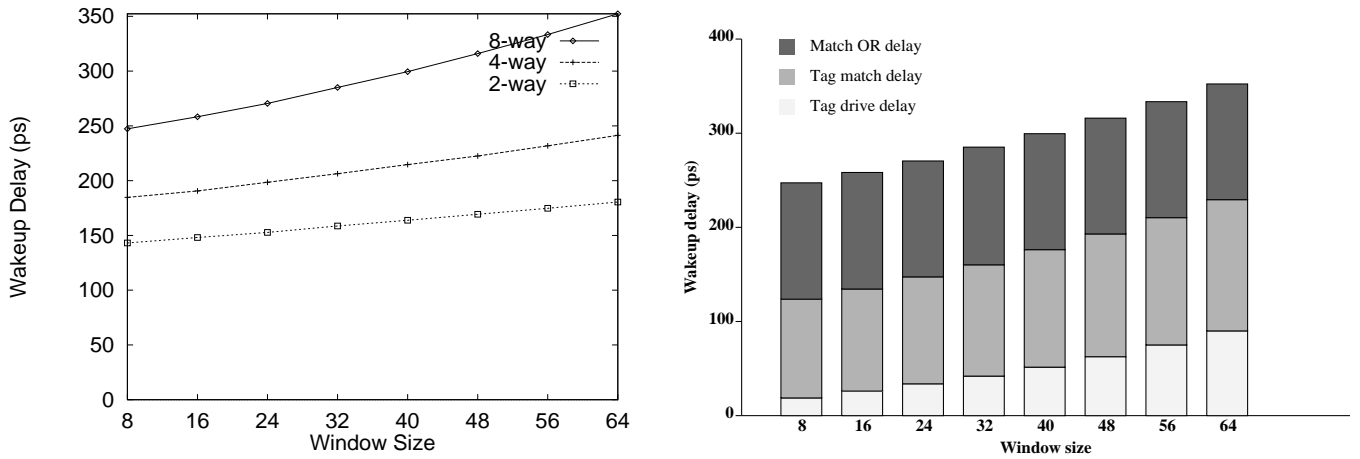 350
300
250
200
150
100
50
0
Wakeup Delay (ps)
8-way
4-way
2-way
8 16 24 32 40 48 56 64
Window Size
400
300
200
100
0
Wakeup delay (ps)
Match OR delay
Tag match delay
Tag drive delay
8 16 24 32 40 48 56 64
Window size